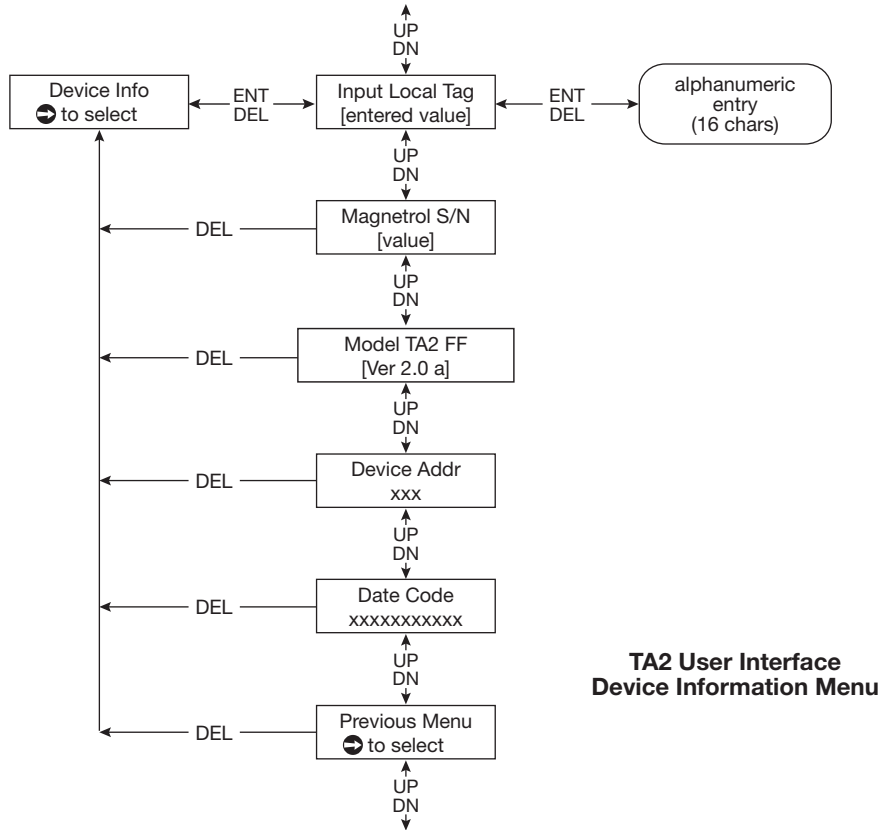 UP
DN
Device Info
to select
ENT
DEL
Input Local Tag
[entered value]
ENT
DEL
alphanumeric
entry
(16 chars)
UP
DN
DEL
Magnetrol S/N
[value]
UP
DN
DEL
Model TA2 FF
[Ver 2.0 a]
UP
DN
DEL
Device Addr
xxx
UP
DN
DEL
Date Code
xxxxxxxxxxx
UP
DN
TA2 User Interface
Device Information Menu
DEL
Previous Menu
to select
UP
DN